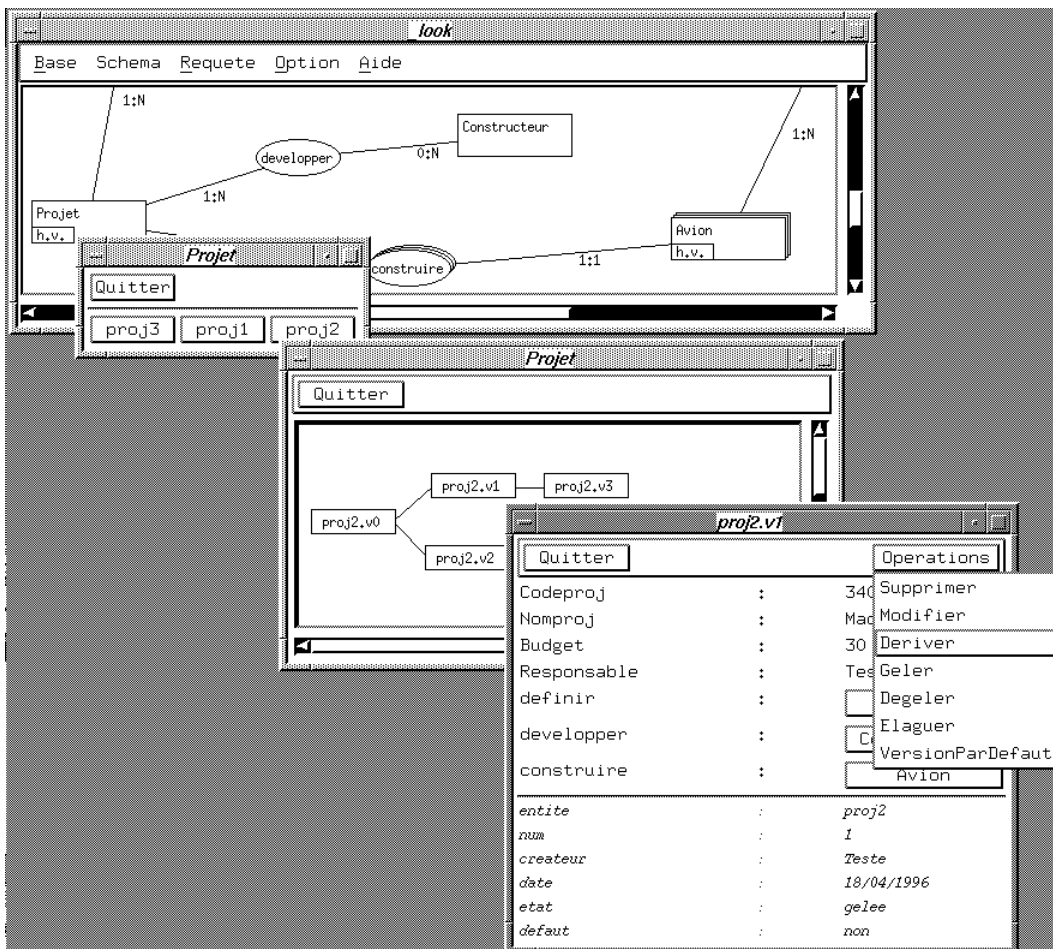 _look
Base Schema Requete Option Aide
1:N
Constructeur
1:N
developper
0:N
1:N
Projet
h.v.
Avion
h.v.
construire
1:1
Projet
Quitter
proj3 proj1 proj2
Projet
Quitter
proj2.v1 proj2.v3
proj2.v0
proj2.v2
proj2.v1
Quitter Operations
Supprimer
Modifier
Deriver
Geler
Degeler
Elaguer
VersionParDefaut
Codeproj : 340
Nomproj :
Budget : 30
Responsable :
definir :
developper :
construire : Avion
entite : proj2
num : 1
createur : Teste
date : 18/04/1996
etat : gelee
defaut : non